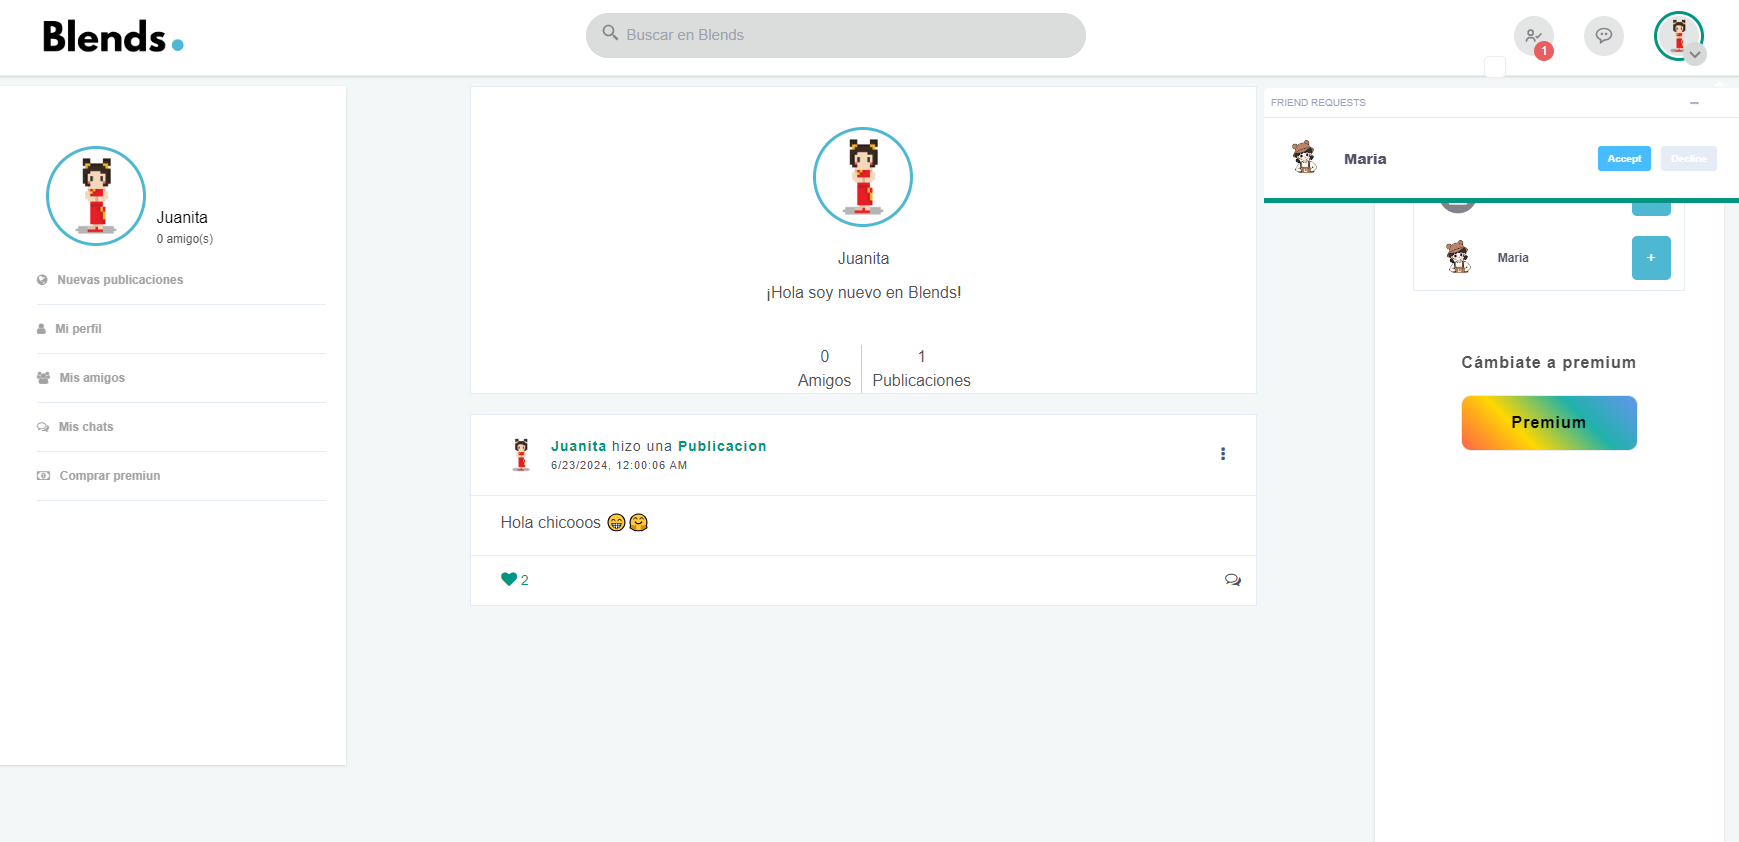 Blends.
Buscar en Blends
1
Juanita
0 amigo(s)
Nuevas publicaciones
Mi perfil
Mis amigos
Mis chats
Comprar premiun
Juanita
¡Hola soy nuevo en Blends!
0
Amigos
1
Publicaciones
Juanita hizo una Publicacion
6/23/2024, 12:00:06 AM
Hola chicooos 😁🤗
2
FRIEND REQUESTS
Maria
Accept
Decline
Maria
+
Cámbiate a premium
Premium